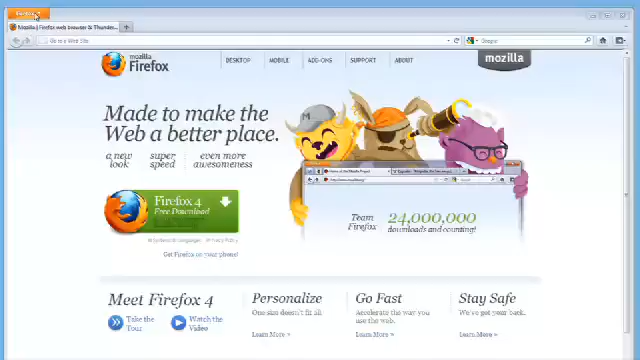 Mozilla | Firefox web browser & Thunder...
Go to a Web Site
Google
mozilla
Firefox
DESKTOP MOBILE ADD-ONS SUPPORT ABOUT
mozilla
Made to make the
Web a better place.
a new look
super speed
even more awesomeness
Firefox 4
Free Download
Systems & Languages Privacy Policy
Get Firefox on your phone!
M
Team
Firefox
24,000,000
downloads and counting!
Meet Firefox 4
Take the Tour
Watch the Video
Personalize
One size doesn't fit all.
Learn More »
Go Fast
Accelerate the way you
use the web.
Learn More »
Stay Safe
We've got your back.
Learn More »